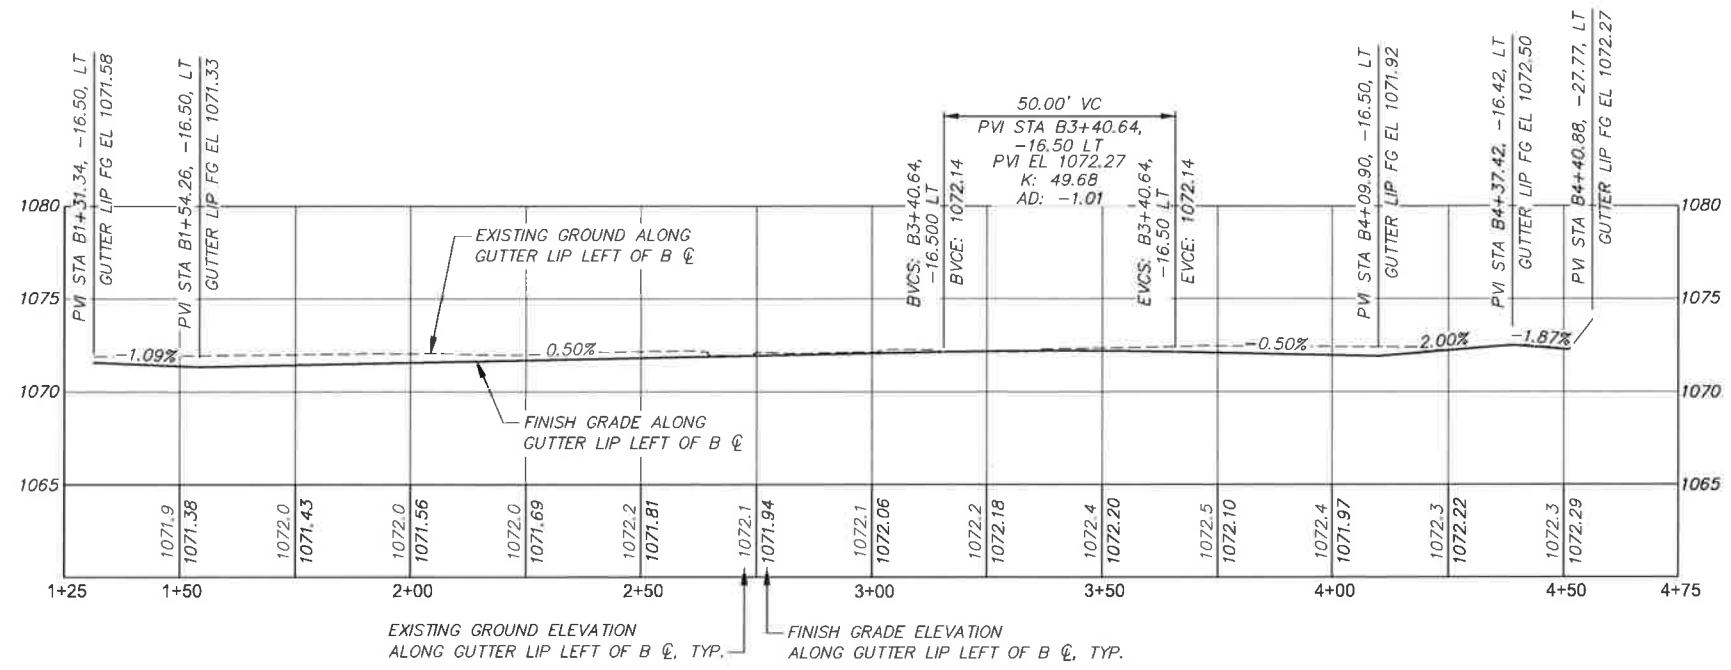 PVI STA B1+31.34, -16.50, LT
GUTTER LIP FG EL 1071.58
PVI STA B1+54.26, -16.50, LT
GUTTER LIP FG EL 1071.33
50.00' VC
PVI STA B3+40.64,
-16.50 LT
PVI EL 1072.27
K: 49.68
AD: -1.01
BVCS: B3+40.64,
-16.500 LT
BVCE: 1072.14
EVCS: B3+40.64,
-16.50 LT
EVCE: 1072.14
PVI STA B4+09.90, -16.50, LT
GUTTER LIP FG EL 1071.92
PVI STA B4+37.42, -16.42, LT
GUTTER LIP FG EL 1072.50
PVI STA B4+40.88, -27.77, LT
GUTTER LIP FG EL 1072.27
1080
1080
EXISTING GROUND ALONG
GUTTER LIP LEFT OF B ℄
1075
1075
-1.09%
0.50%
-0.50%
2.00%
-1.87%
1070
1070
FINISH GRADE ALONG
GUTTER LIP LEFT OF B ℄
1065
1065
1071.9
1071.38
1072.0
1071.43
1072.0
1071.56
1072.0
1071.69
1072.2
1071.81
1072.1
1071.94
1072.1
1072.06
1072.2
1072.18
1072.4
1072.20
1072.5
1072.10
1072.4
1071.97
1072.3
1072.22
1072.3
1072.29
1+25
1+50
2+00
2+50
3+00
3+50
4+00
4+50
4+75
EXISTING GROUND ELEVATION
ALONG GUTTER LIP LEFT OF B ℄, TYP.
FINISH GRADE ELEVATION
ALONG GUTTER LIP LEFT OF B ℄, TYP.